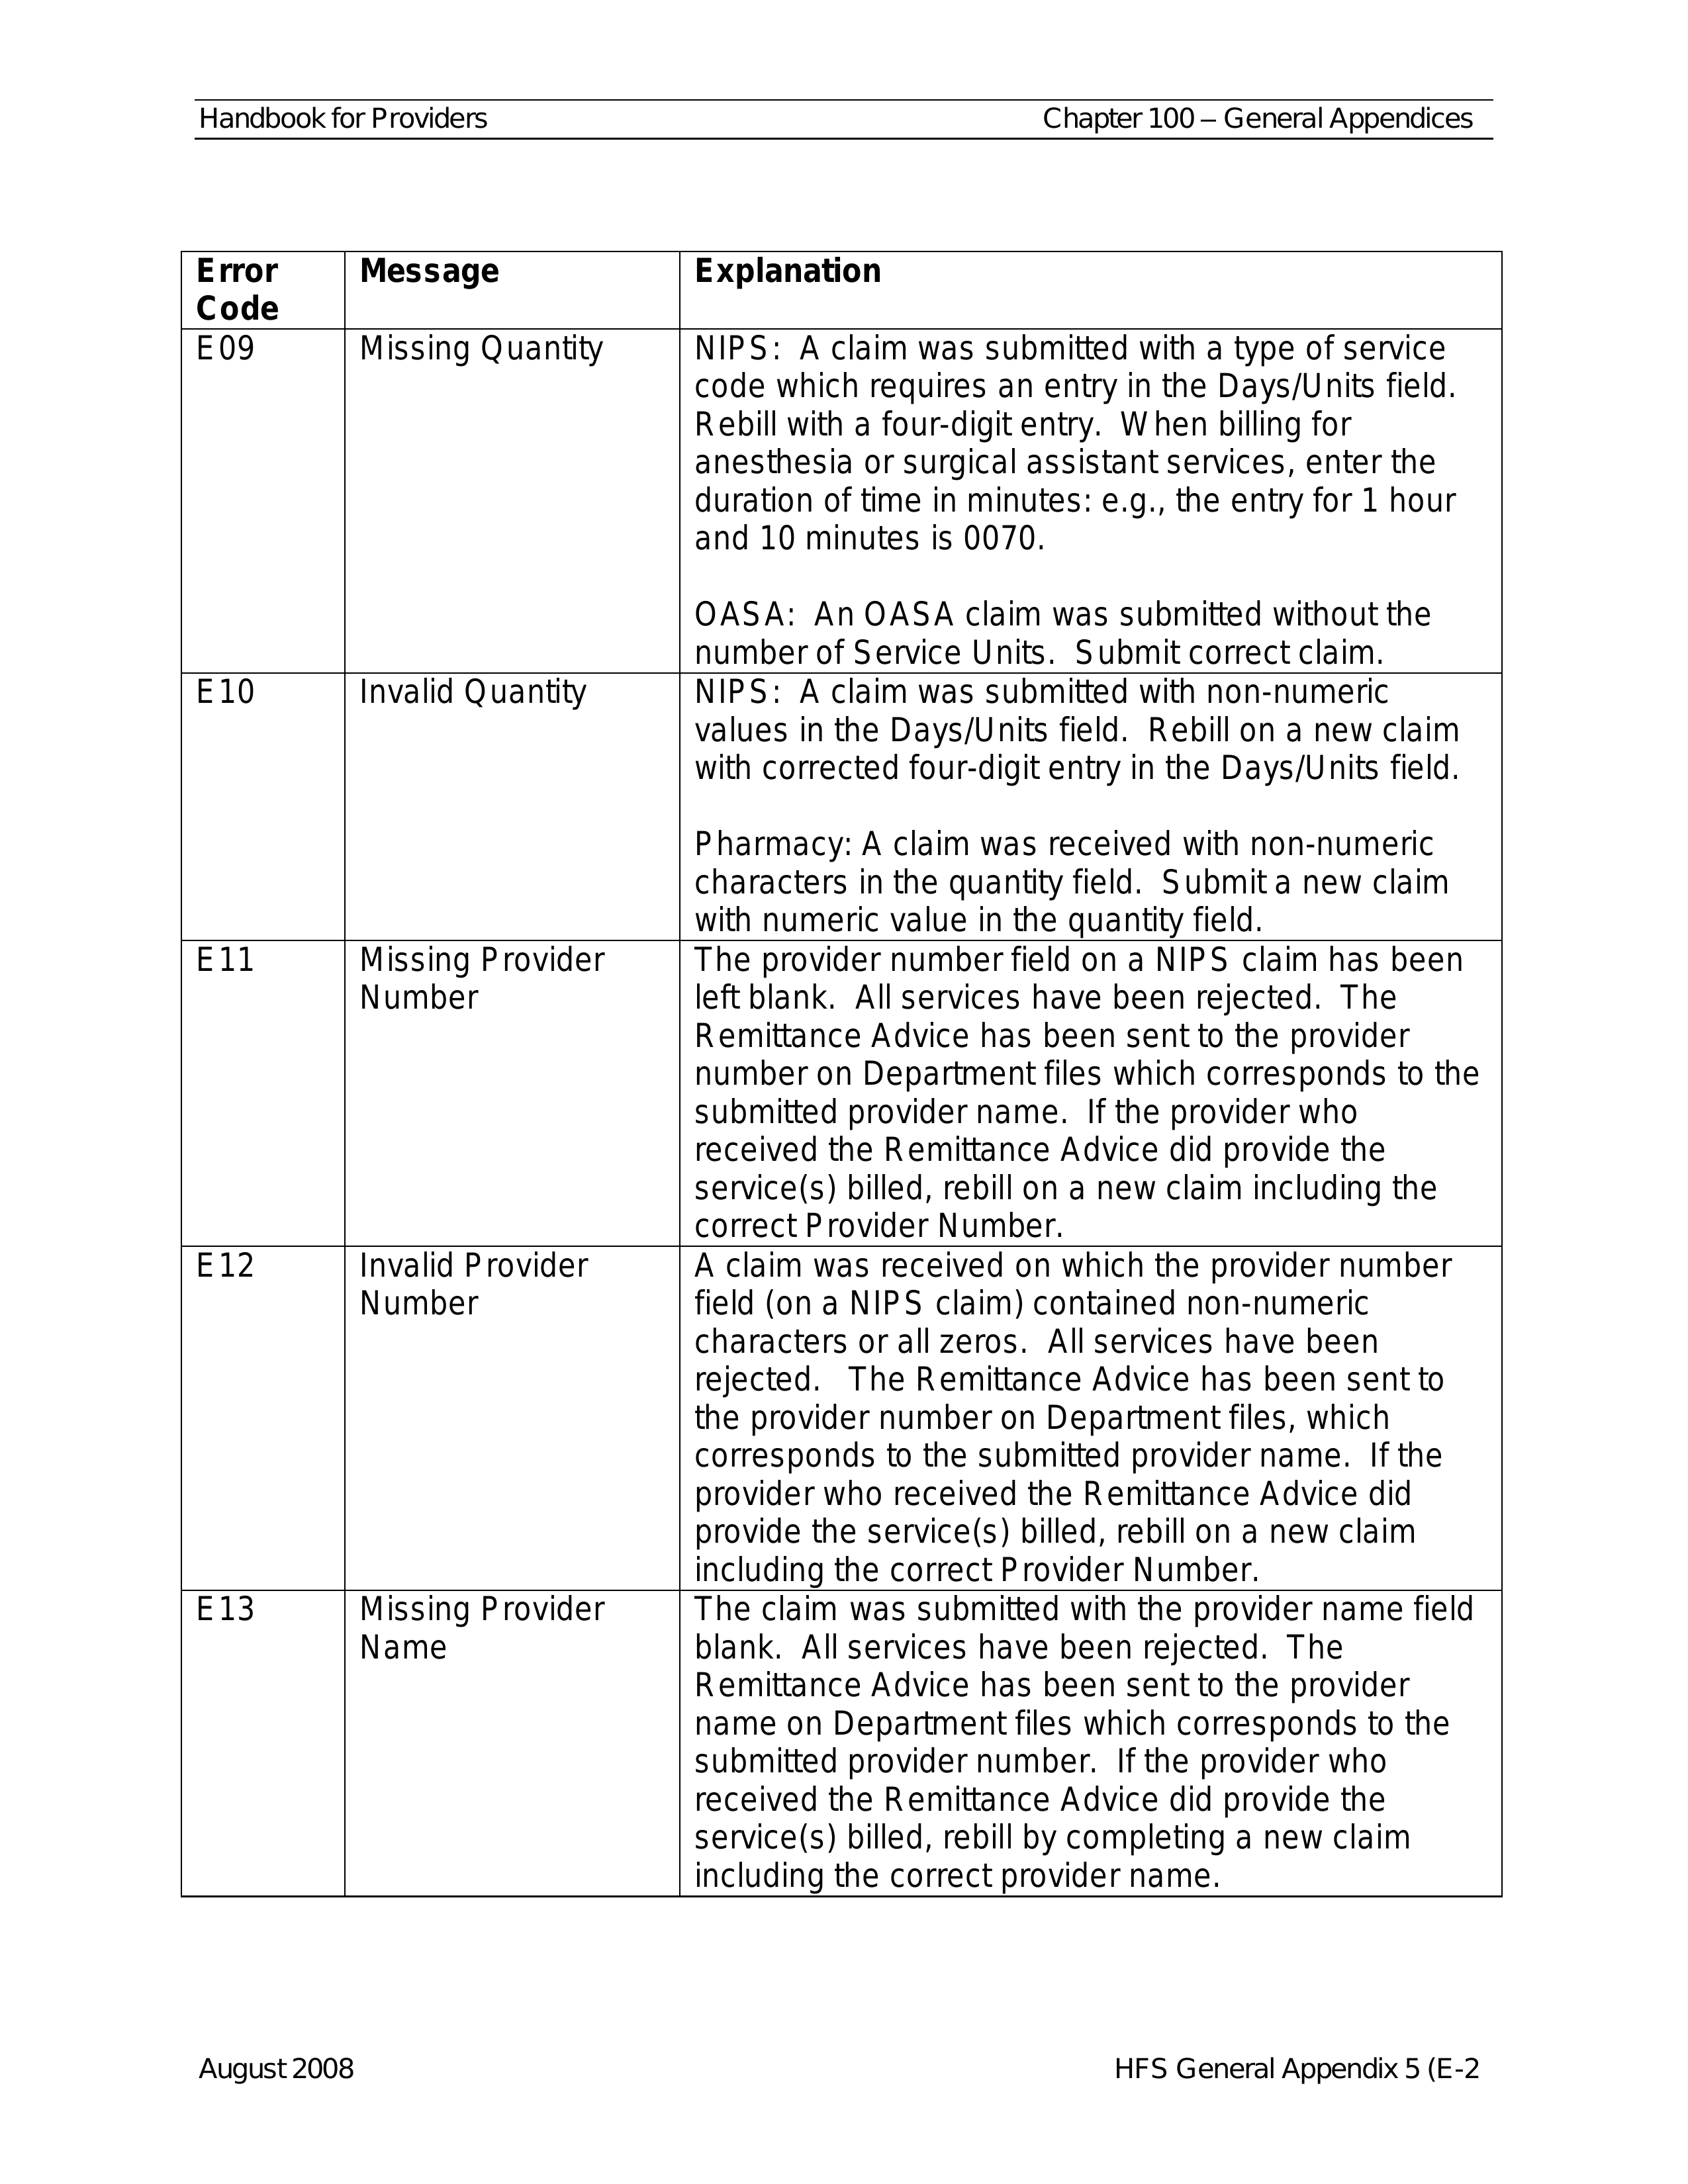 Handbook for Providers Chapter 100 – General Appendices
Error Code Message Explanation
E09 Missing Quantity NIPS: A claim was submitted with a type of service
code which requires an entry in the Days/Units field.
Rebill with a four-digit entry. When billing for
anesthesia or surgical assistant services, enter the
duration of time in minutes: e.g., the entry for 1 hour
and 10 minutes is 0070.
OASA: An OASA claim was submitted without the
number of Service Units. Submit correct claim.
E10 Invalid Quantity NIPS: A claim was submitted with non-numeric
values in the Days/Units field. Rebill on a new claim
with corrected four-digit entry in the Days/Units field.
Pharmacy: A claim was received with non-numeric
characters in the quantity field. Submit a new claim
with numeric value in the quantity field.
E11 Missing Provider Number The provider number field on a NIPS claim has been
left blank. All services have been rejected. The
Remittance Advice has been sent to the provider
number on Department files which corresponds to the
submitted provider name. If the provider who
received the Remittance Advice did provide the
service(s) billed, rebill on a new claim including the
correct Provider Number.
E12 Invalid Provider Number A claim was received on which the provider number
field (on a NIPS claim) contained non-numeric
characters or all zeros. All services have been
rejected. The Remittance Advice has been sent to
the provider number on Department files, which
corresponds to the submitted provider name. If the
provider who received the Remittance Advice did
provide the service(s) billed, rebill on a new claim
including the correct Provider Number.
E13 Missing Provider Name The claim was submitted with the provider name field
blank. All services have been rejected. The
Remittance Advice has been sent to the provider
name on Department files which corresponds to the
submitted provider number. If the provider who
received the Remittance Advice did provide the
service(s) billed, rebill by completing a new claim
including the correct provider name.
August 2008 HFS General Appendix 5 (E-2